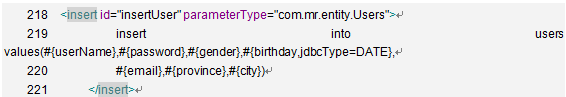 218 <insert id="insertUser" parameterType="com.mr.entity.Users">↵
219 insert into users
values(#{userName},#{password},#{gender},#{birthday,jdbcType=DATE},↵
220 #{email},#{province},#{city})↵
221 </insert>↵